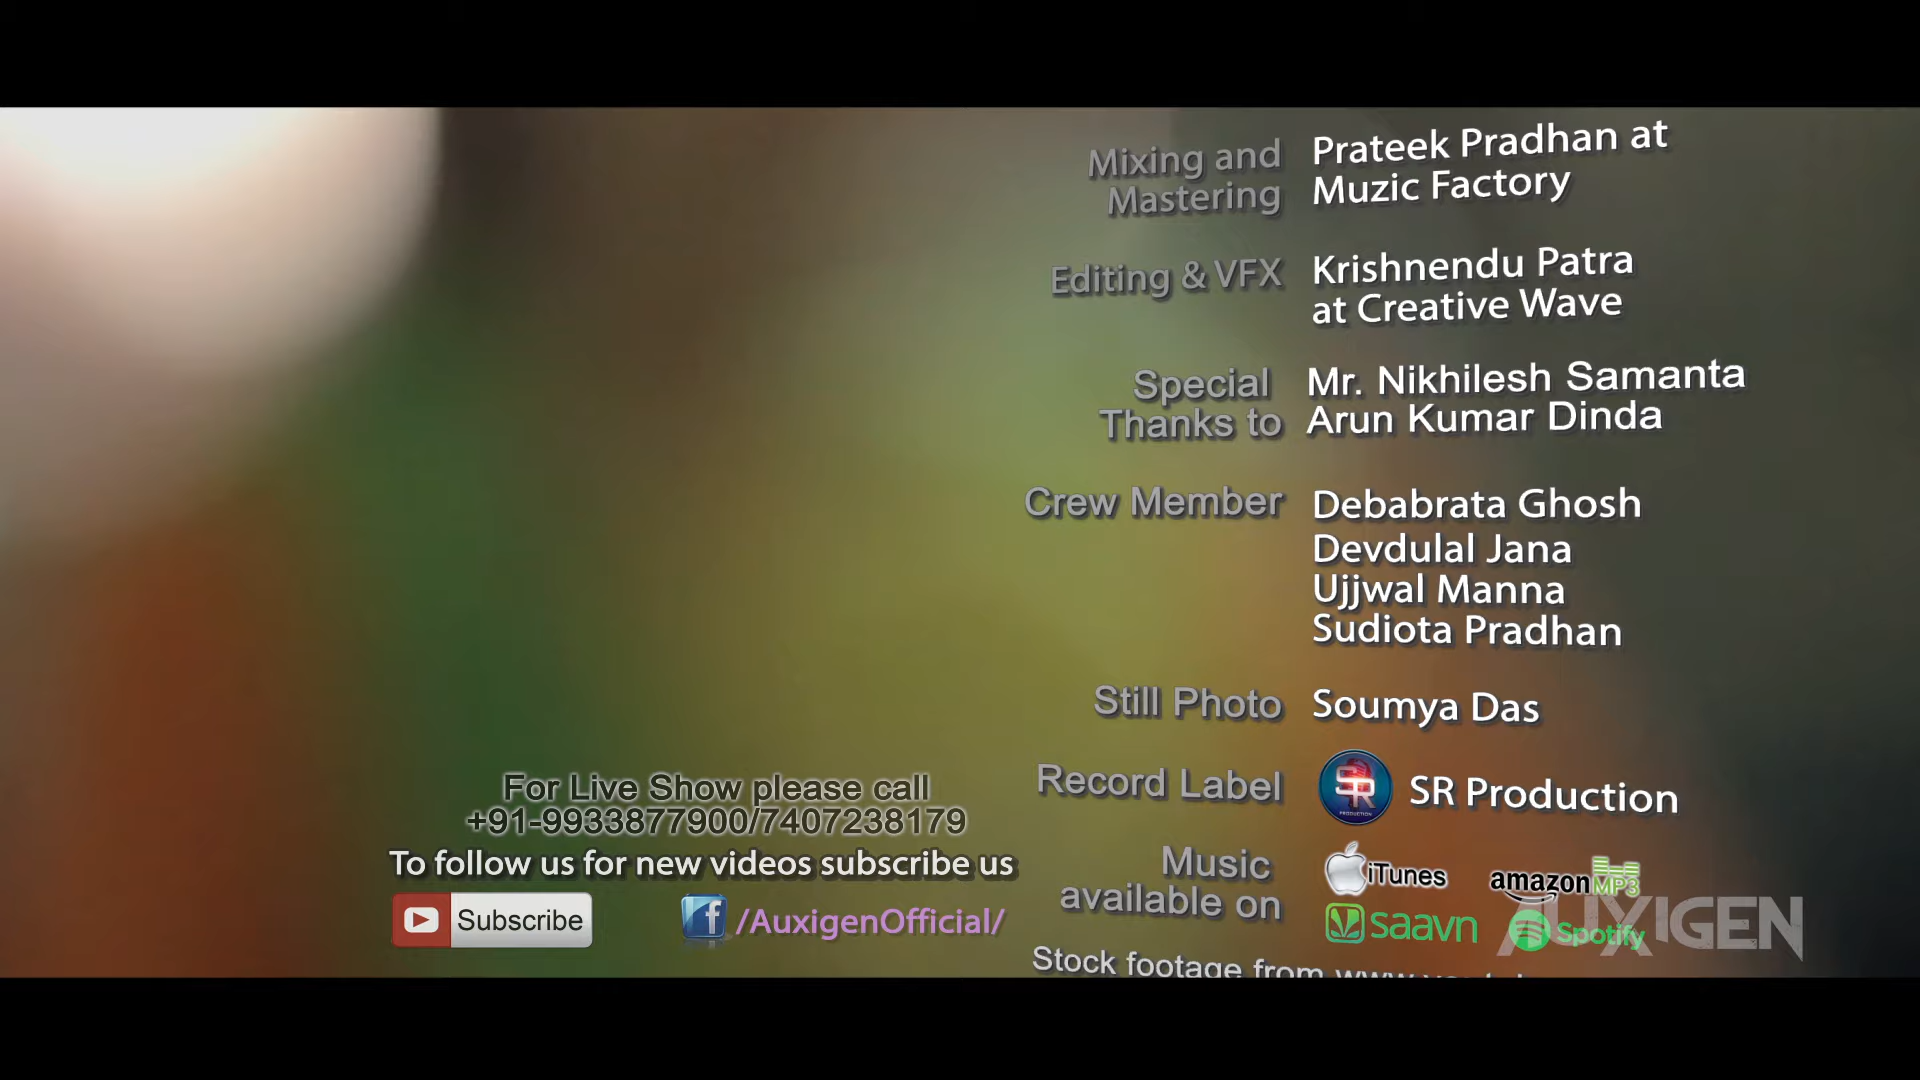 Mixing and Mastering
Prateek Pradhan at
Muzic Factory
Editing & VFX
Krishnendu Patra
at Creative Wave
Special
Thanks to
Mr. Nikhilesh Samanta
Arun Kumar Dinda
Crew Member
Debabrata Ghosh
Devdulal Jana
Ujjwal Manna
Sudiota Pradhan
Still Photo
Soumya Das
Record Label
SR
PRODUCTION
SR Production
Music
available on
iTunes
amazon MP3
saavn
Spotify
Stock footage from
For Live Show please call
+91-9933877900/7407238179
To follow us for new videos subscribe us
Subscribe
f /AuxigenOfficial/
AUXIGEN